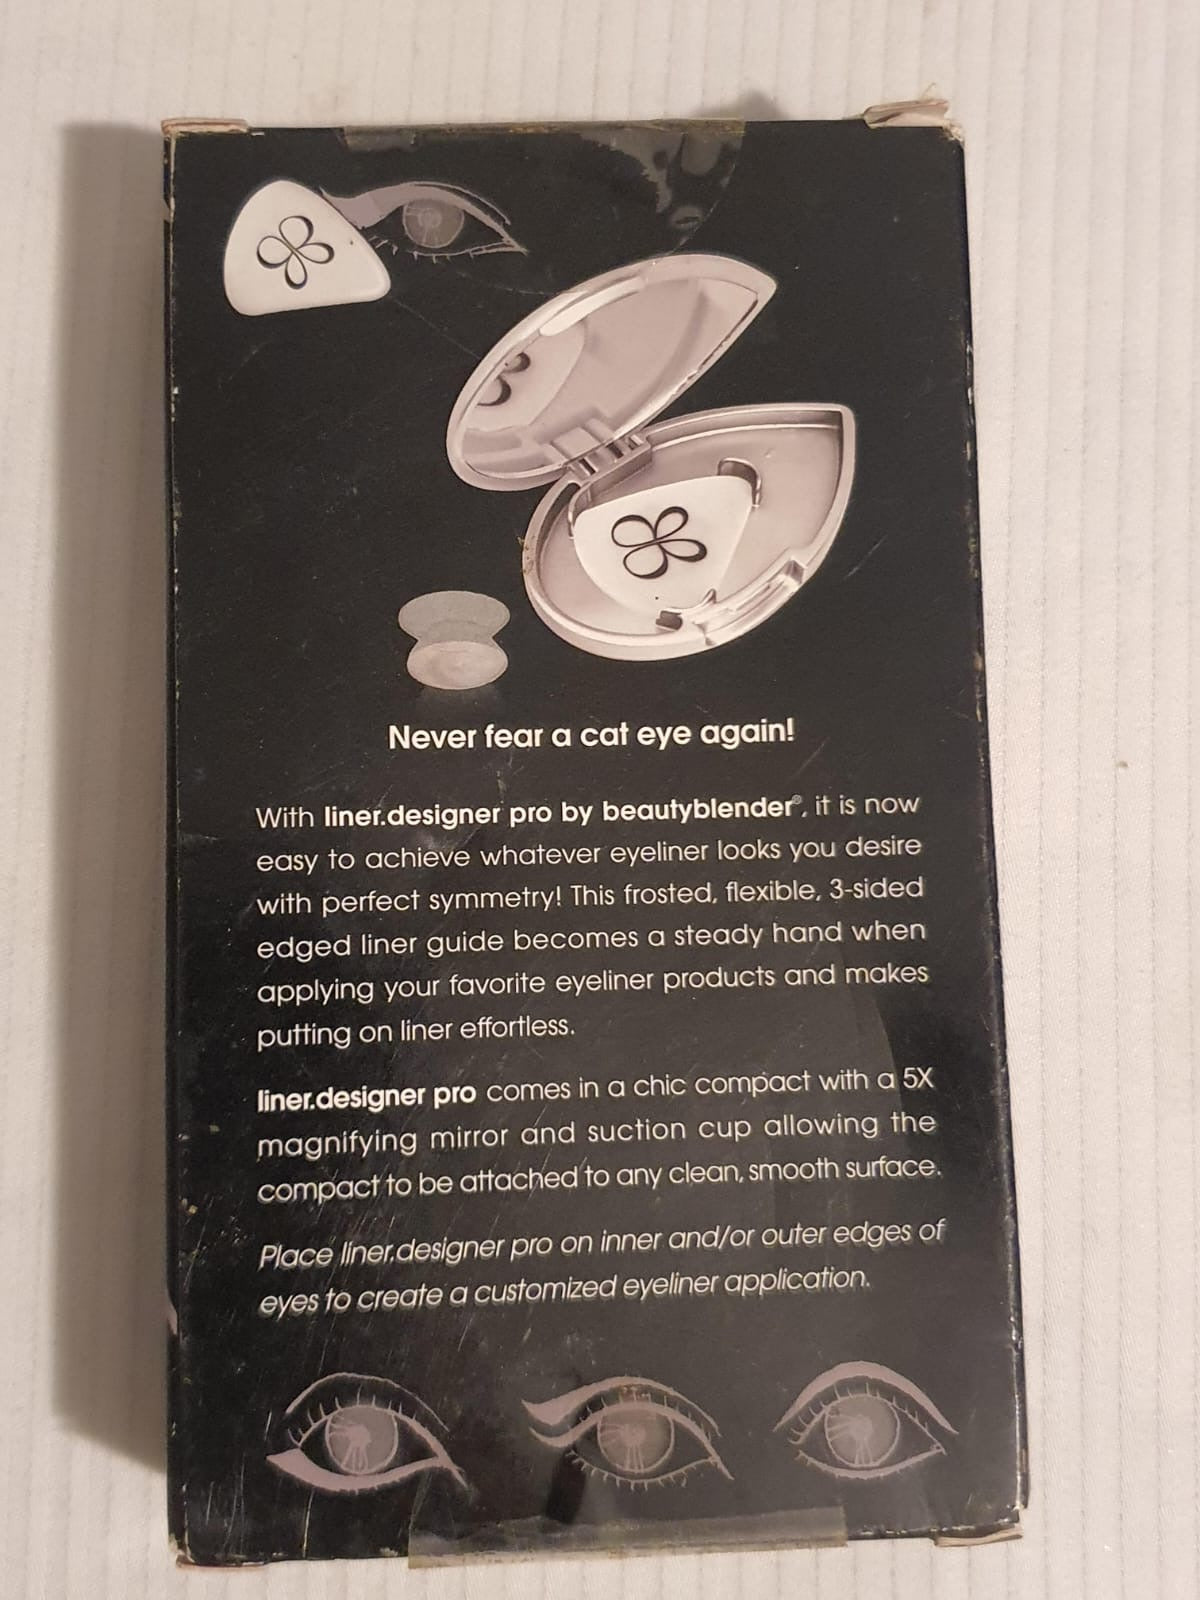 Never fear a cat eye again!
With liner.designer pro by beautyblender®, it is now
easy to achieve whatever eyeliner looks you desire
with perfect symmetry! This frosted, flexible, 3-sided
edged liner guide becomes a steady hand when
applying your favorite eyeliner products and makes
putting on liner effortless.
liner.designer pro comes in a chic compact with a 5X
magnifying mirror and suction cup allowing the
compact to be attached to any clean, smooth surface.
Place liner.designer pro on inner and/or outer edges of
eyes to create a customized eyeliner application.